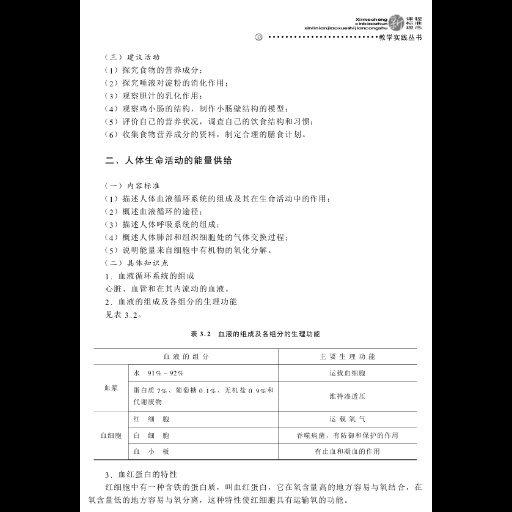 教学实践丛书
（三）建议活动
（1）探究食物的营养成分；
（2）探究唾液对淀粉的消化作用；
（3）观察胆汁的乳化作用；
（4）观察鸡小肠的结构，制作小肠壁结构的模型；
（5）评价自己的营养状况，调查自己的饮食结构和习惯；
（6）收集食物营养成分的资料，制定合理的膳食计划。
二、人体生命活动的能量供给
（一）内容标准
（1）描述人体血液循环系统的组成及其在生命活动中的作用；
（2）概述血液循环的途径；
（3）描述人体呼吸系统的组成；
（4）概述人体肺部和组织细胞处的气体交换过程；
（5）说明能量来自细胞中有机物的氧化分解。
（二）具体知识点
1．血液循环系统的组成
心脏、血管和在其内流动的血液。
2．血液的组成及各组分的生理功能
见表 3.2。
表 3.2 血液的组成及各组分的生理功能
血液的组分 主要生理功能
血浆 水 91%～92% 运载血细胞
蛋白质 7%、葡萄糖 0.1%、无机盐 0.9%和
代谢废物 维持渗透压
血细胞 红细胞 运载氧气
白细胞 吞噬病菌，有防御和保护的作用
血小板 有止血和凝血的作用
3．血红蛋白的特性
红细胞中有一种含铁的蛋白质，叫血红蛋白，它在氧含量高的地方容易与氧结合，在
氧含量低的地方容易与氧分离，这种特性使红细胞具有运输氧的功能。